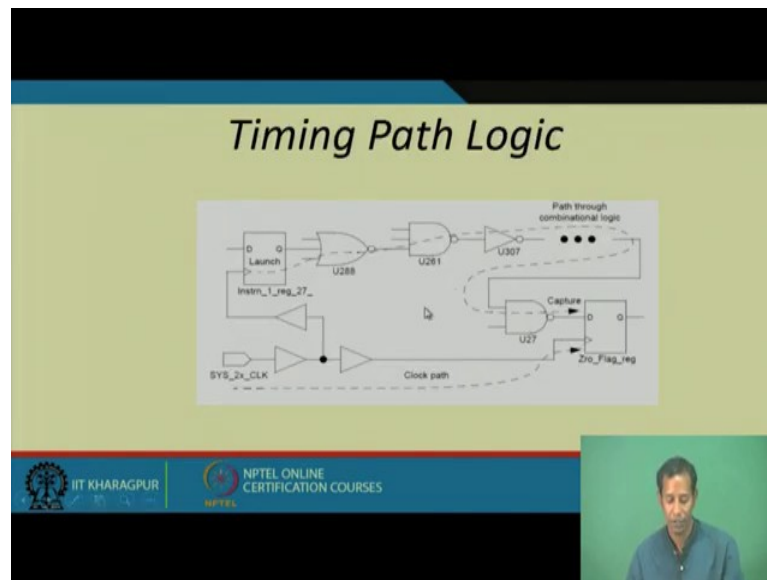 Timing Path Logic
Path through
combinational logic
D Q
Launch
Instrn_1_reg_27_
U288
U261
U307
Capture
D Q
U27
Zro_Flag_reg
SYS_2x_CLK
Clock path
IIT KHARAGPUR
NPTEL
NPTEL ONLINE
CERTIFICATION COURSES